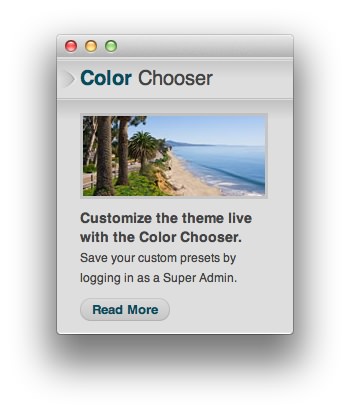 Color Chooser
Customize the theme live
with the Color Chooser.
Save your custom presets by
logging in as a Super Admin.
Read More